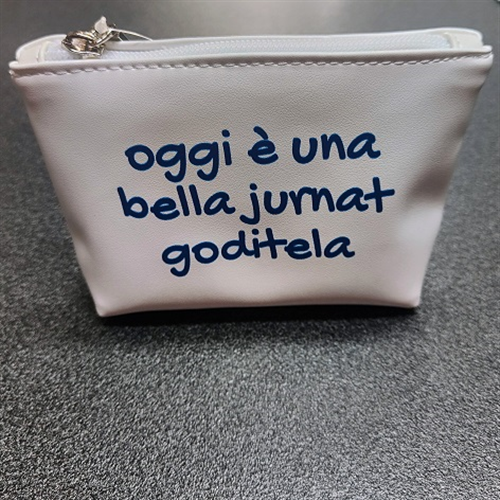 oggi è una
bella jurnat
goditela